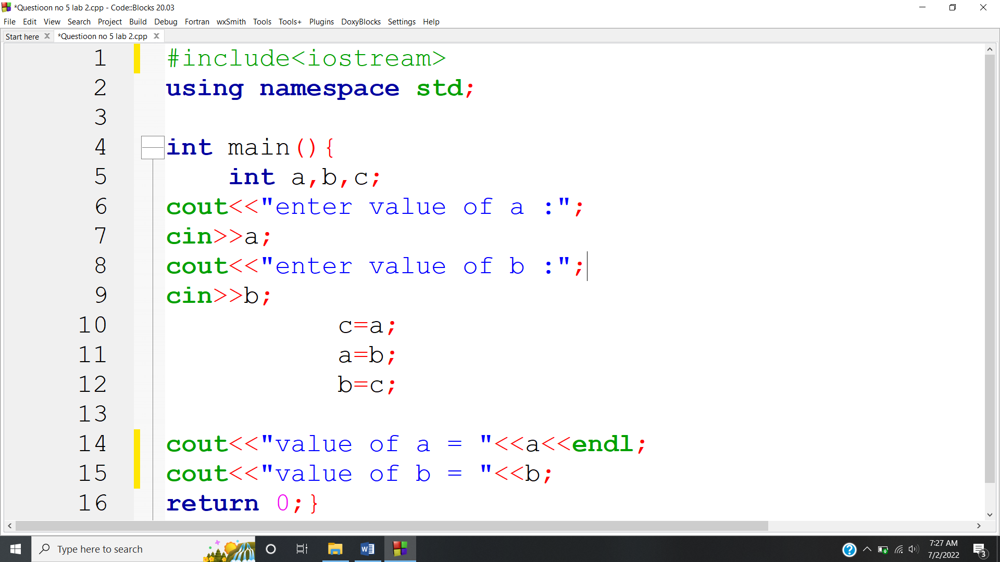 *Questioon no 5 lab 2.cpp - Code::Blocks 20.03
File Edit View Search Project Build Debug Fortran wxSmith Tools Tools+ Plugins DoxyBlocks Settings Help
Start here *Questioon no 5 lab 2.cpp
1 #include<iostream>
2 using namespace std;
3
4 int main(){
5     int a,b,c;
6 cout<<"enter value of a :";
7 cin>>a;
8 cout<<"enter value of b :";
9 cin>>b;
10            c=a;
11            a=b;
12            b=c;
13
14 cout<<"value of a = "<<a<<endl;
15 cout<<"value of b = "<<b;
16 return 0;}
Type here to search
7:27 AM
7/2/2022
3